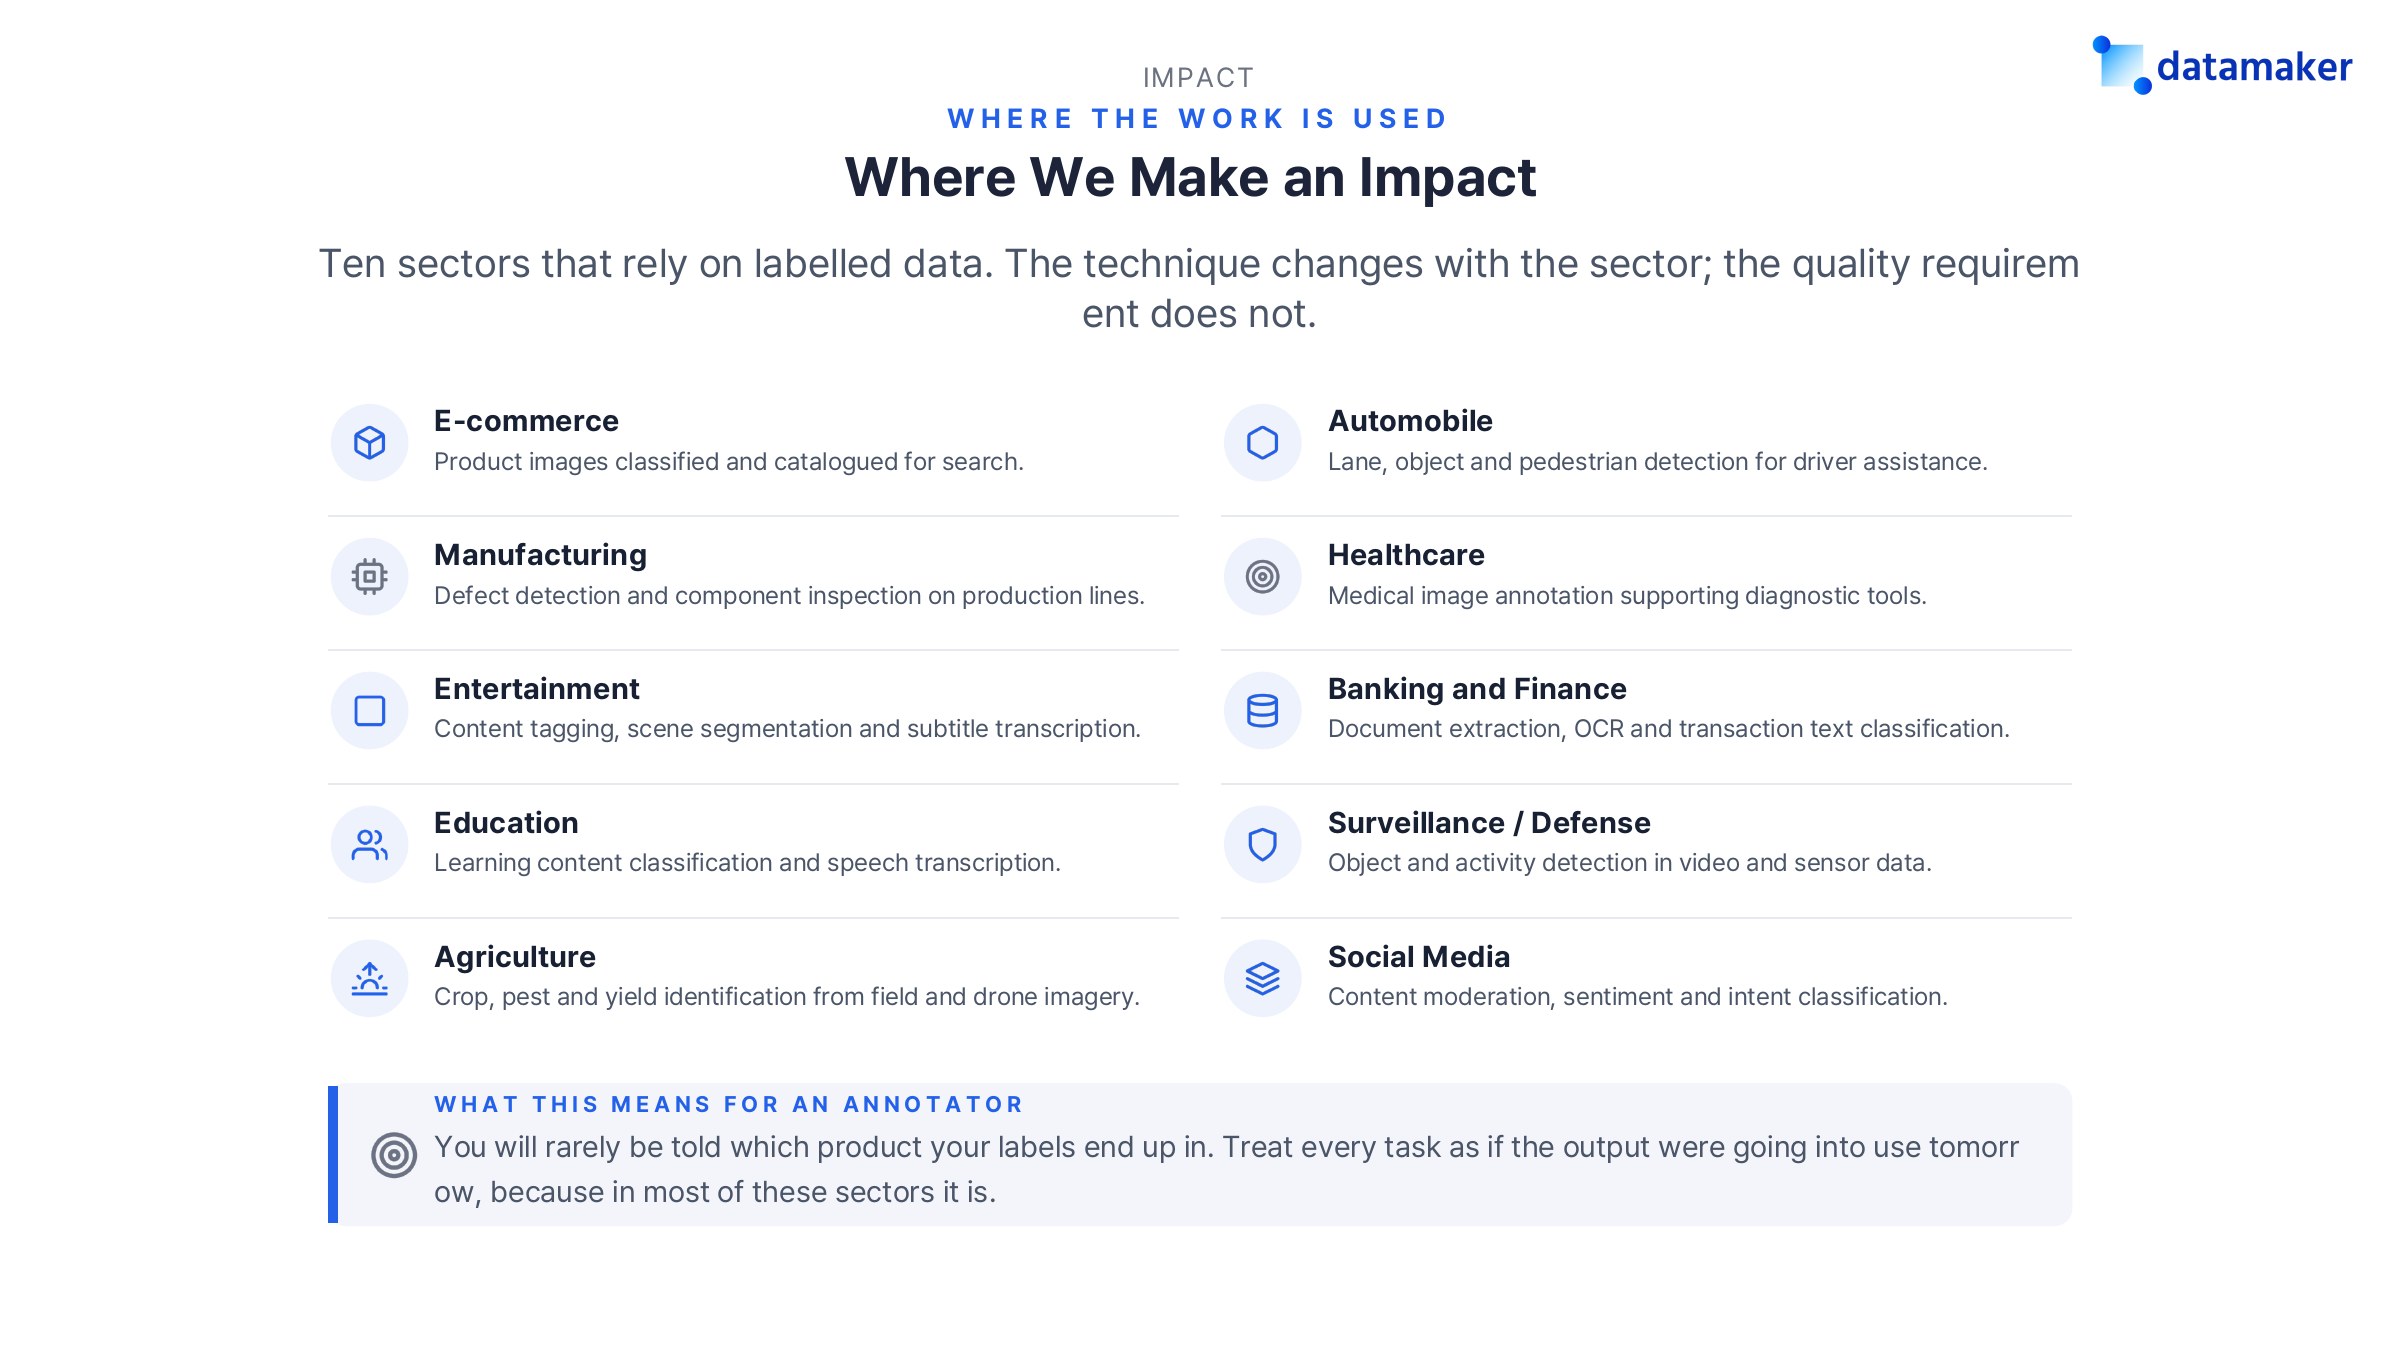 datamaker
IMPACT
WHERE THE WORK IS USED
Where We Make an Impact
Ten sectors that rely on labelled data. The technique changes with the sector; the quality requirem
ent does not.
E-commerce
Product images classified and catalogued for search.
Automobile
Lane, object and pedestrian detection for driver assistance.
Manufacturing
Defect detection and component inspection on production lines.
Healthcare
Medical image annotation supporting diagnostic tools.
Entertainment
Content tagging, scene segmentation and subtitle transcription.
Banking and Finance
Document extraction, OCR and transaction text classification.
Education
Learning content classification and speech transcription.
Surveillance / Defense
Object and activity detection in video and sensor data.
Agriculture
Crop, pest and yield identification from field and drone imagery.
Social Media
Content moderation, sentiment and intent classification.
WHAT THIS MEANS FOR AN ANNOTATOR
You will rarely be told which product your labels end up in. Treat every task as if the output were going into use tomorr
ow, because in most of these sectors it is.